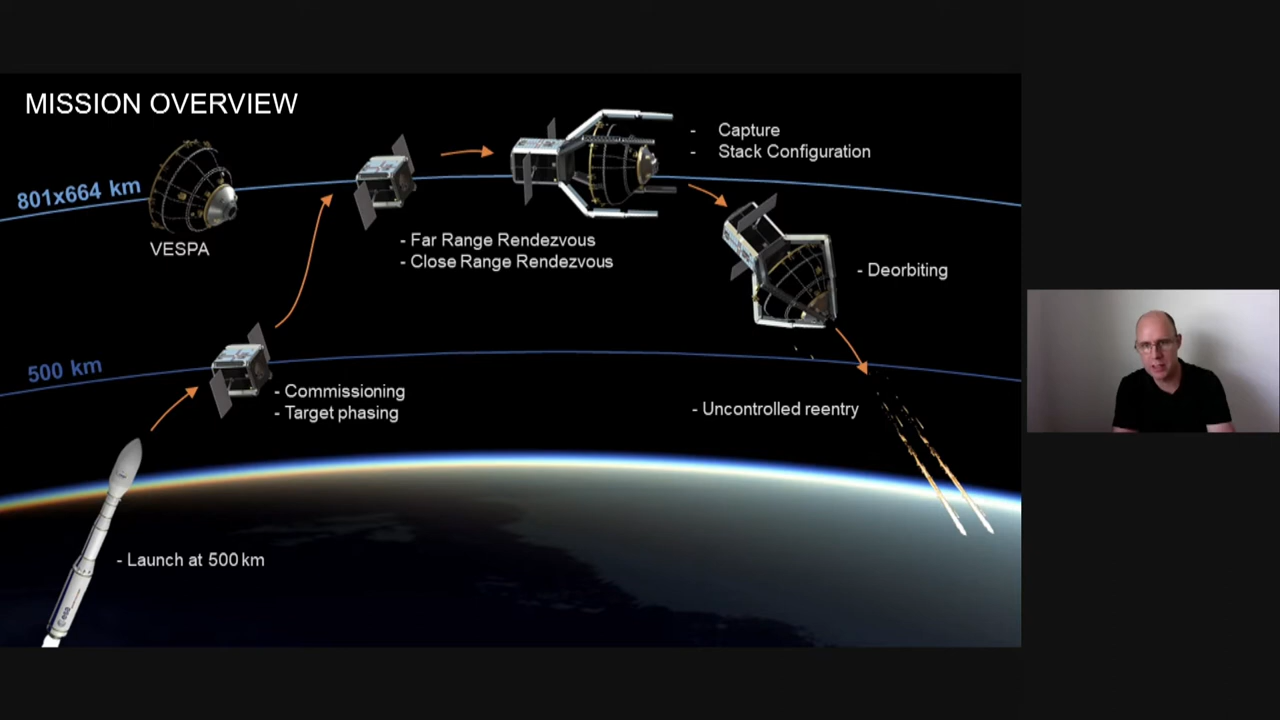 MISSION OVERVIEW
801x664 km
VESPA
- Capture
- Stack Configuration
- Far Range Rendezvous
- Close Range Rendezvous
- Deorbiting
500 km
- Commissioning
- Target phasing
- Uncontrolled reentry
- Launch at 500 km
esa